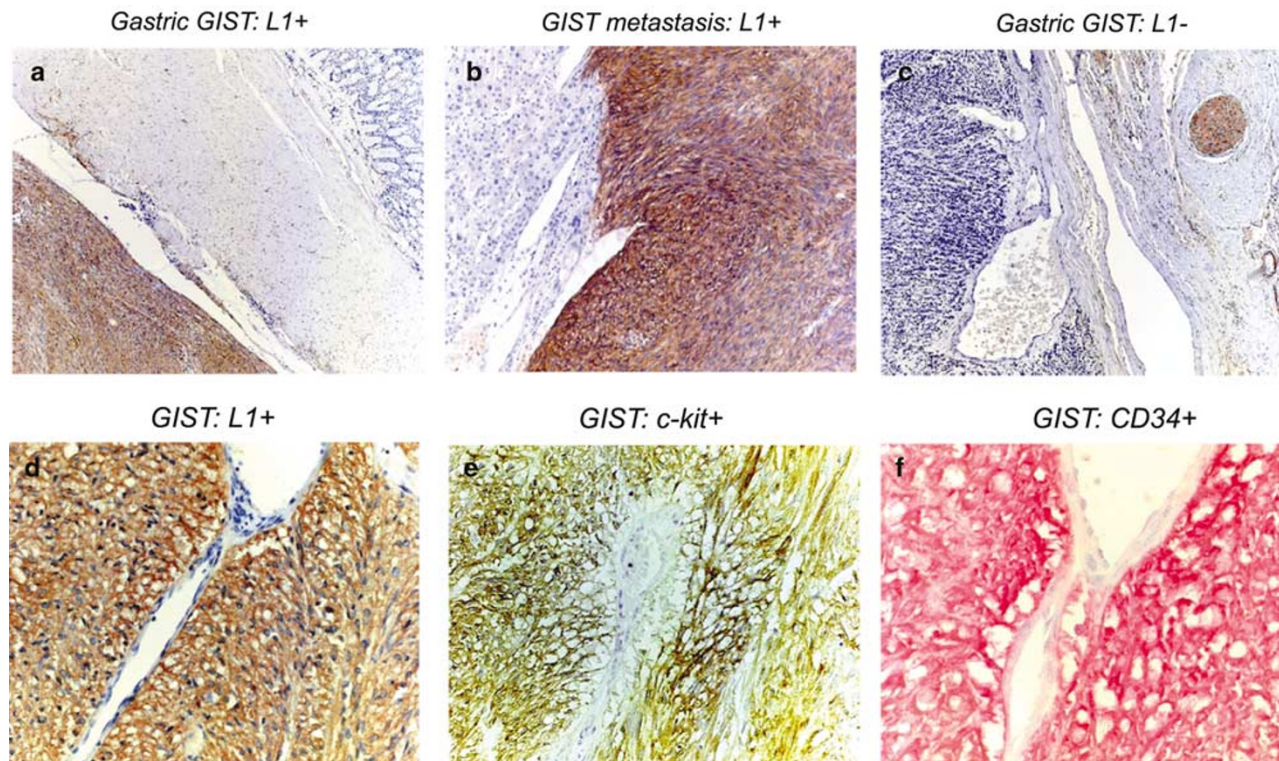 Gastric GIST: L1+
GIST metastasis: L1+
Gastric GIST: L1-
a
b
c
GIST: L1+
GIST: c-kit+
GIST: CD34+
d
e
f